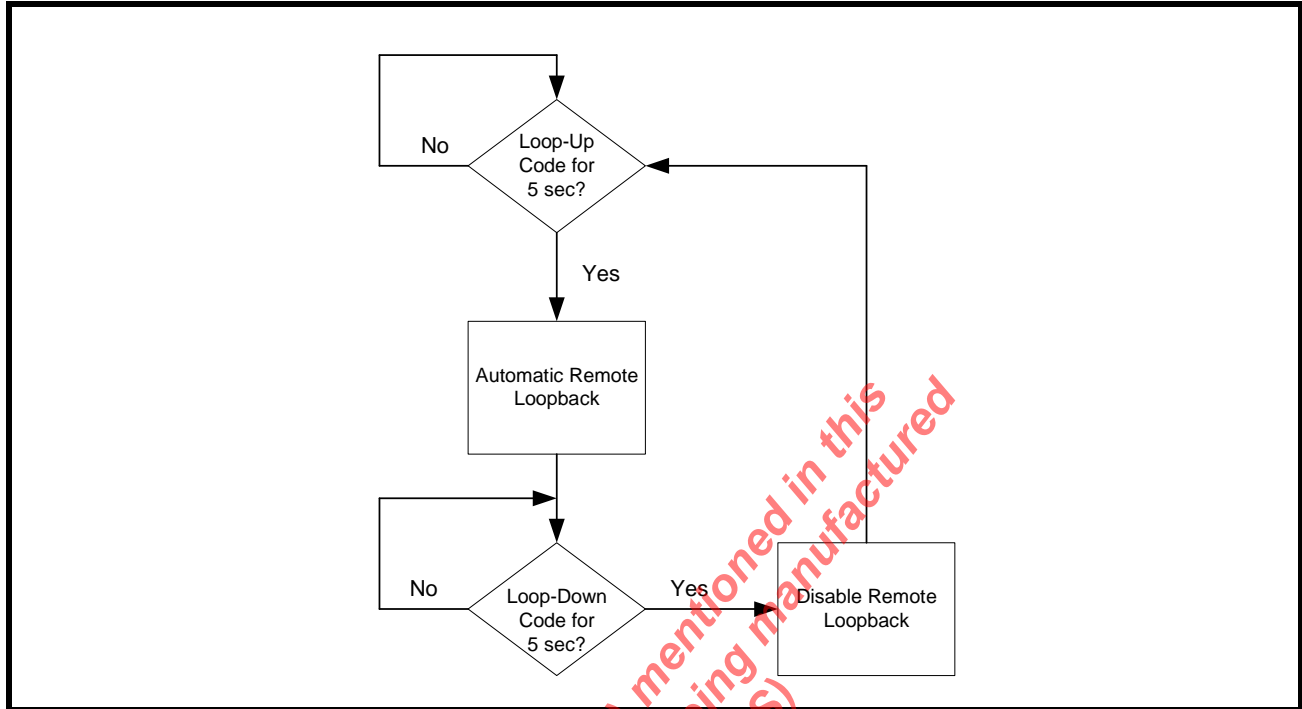 No
Loop-Up
Code for
5 sec?
Yes
Automatic Remote
Loopback
No
Loop-Down
Code for
5 sec?
Yes
Disable Remote
Loopback
mentioned in this
being manufactured